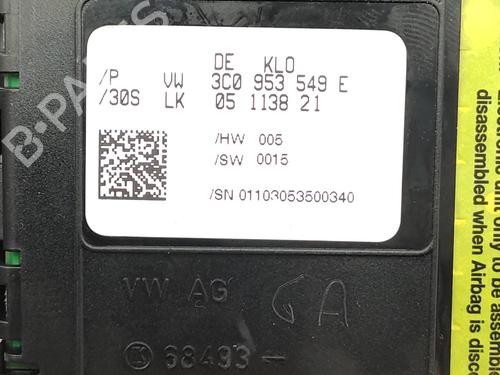 DE KLO
/P VW 3C0 953 549 E
/30S LK 05 1138 21
/HW 005
/SW 0015
/SN 01103053500340
VW AG
GA
68493
B-PARTS
disassembled when Airbag is disco